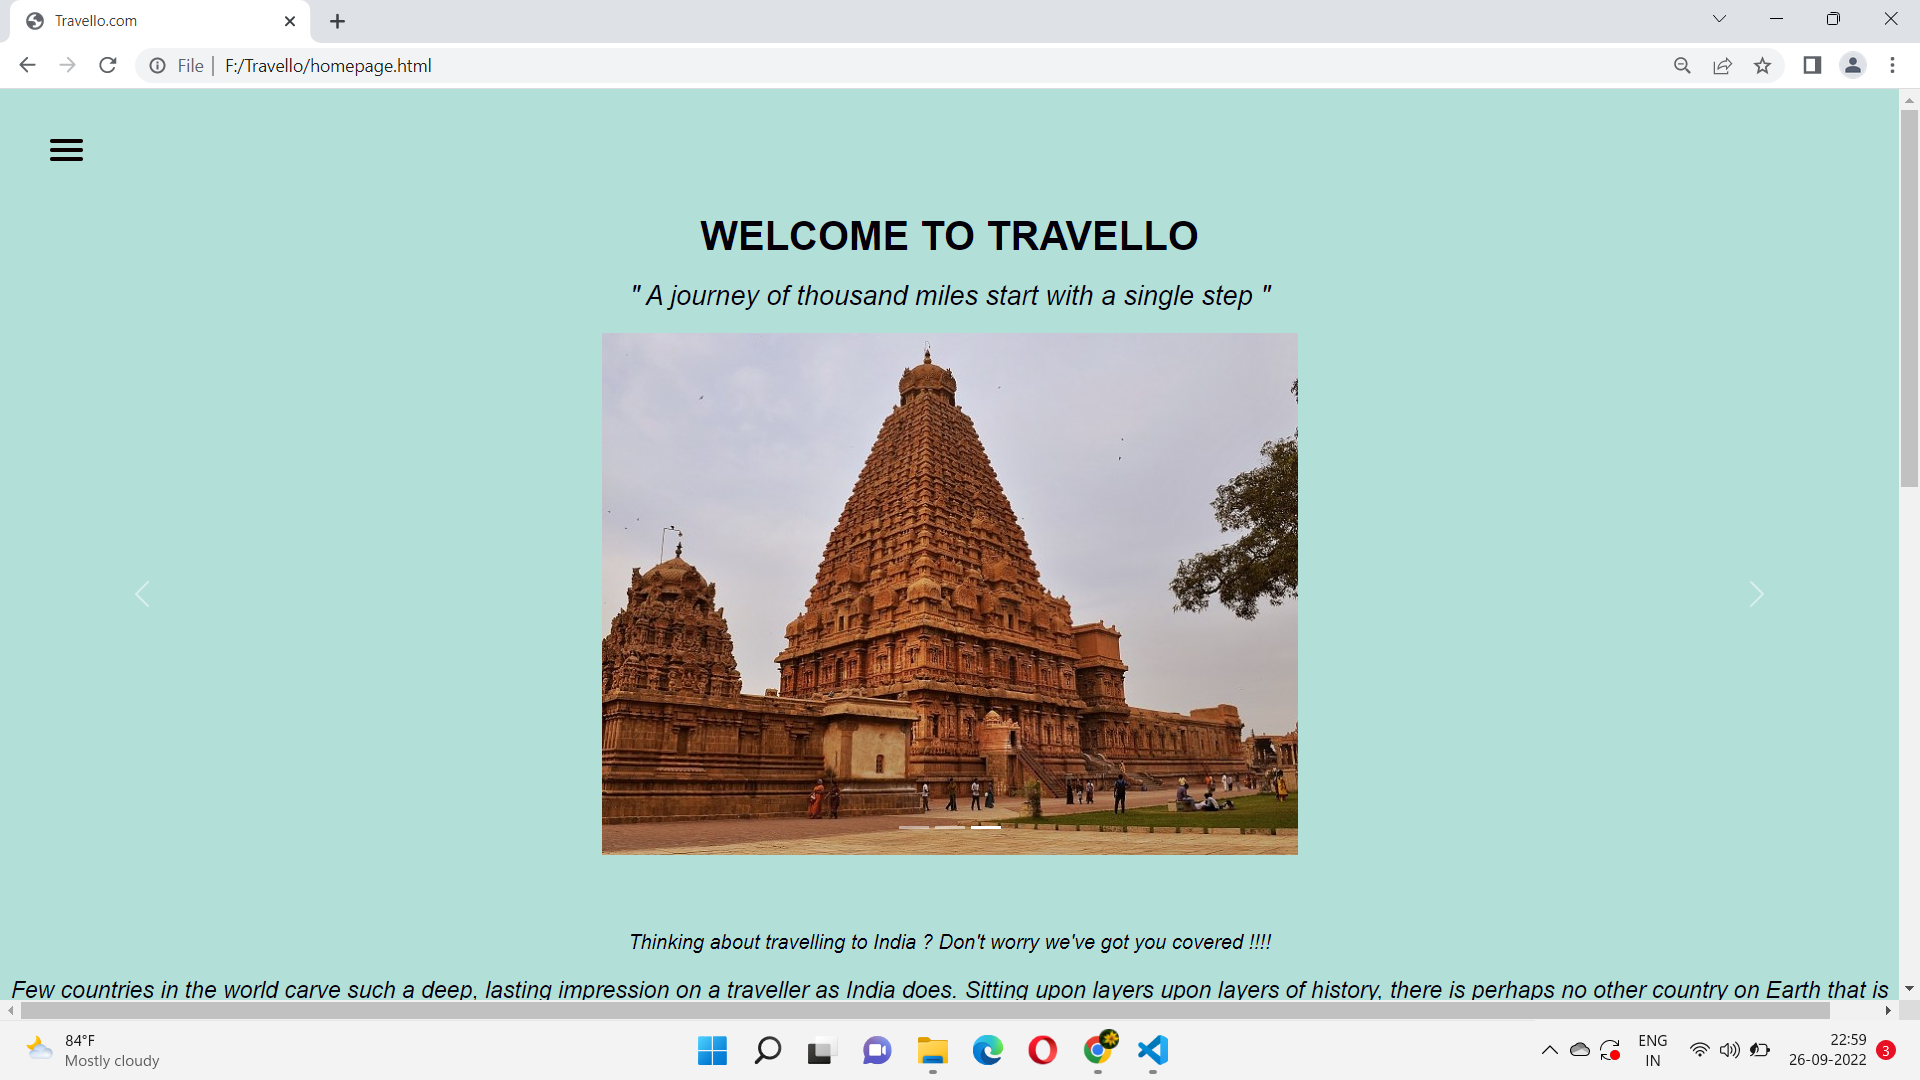 Travello.com
File
F:/Travello/homepage.html
WELCOME TO TRAVELLO
" A journey of thousand miles start with a single step "
Thinking about travelling to India ? Don't worry we've got you covered !!!!
Few countries in the world carve such a deep, lasting impression on a traveller as India does. Sitting upon layers upon layers of history, there is perhaps no other country on Earth that is
84°F
Mostly cloudy
ENG
IN
22:59
26-09-2022
3